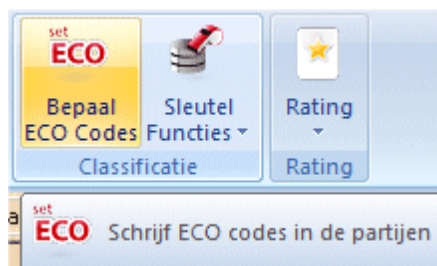 set
ECO
Bepaal
ECO Codes
Sleutel
Functies
Rating
Classificatie
Rating
a
set
ECO
Schrijf ECO codes in de partijen